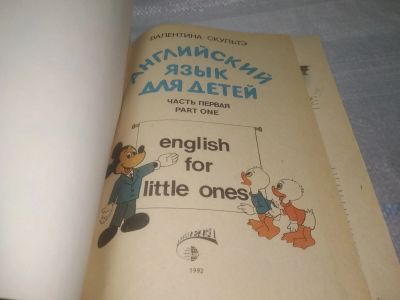 ВАЛЕНТИНА СКУЛЬТЭ
АНГЛИЙСКИЙ
ЯЗЫК
ДЛЯ ДЕТЕЙ
ЧАСТЬ ПЕРВАЯ
PART ONE
english
for
little ones
1992